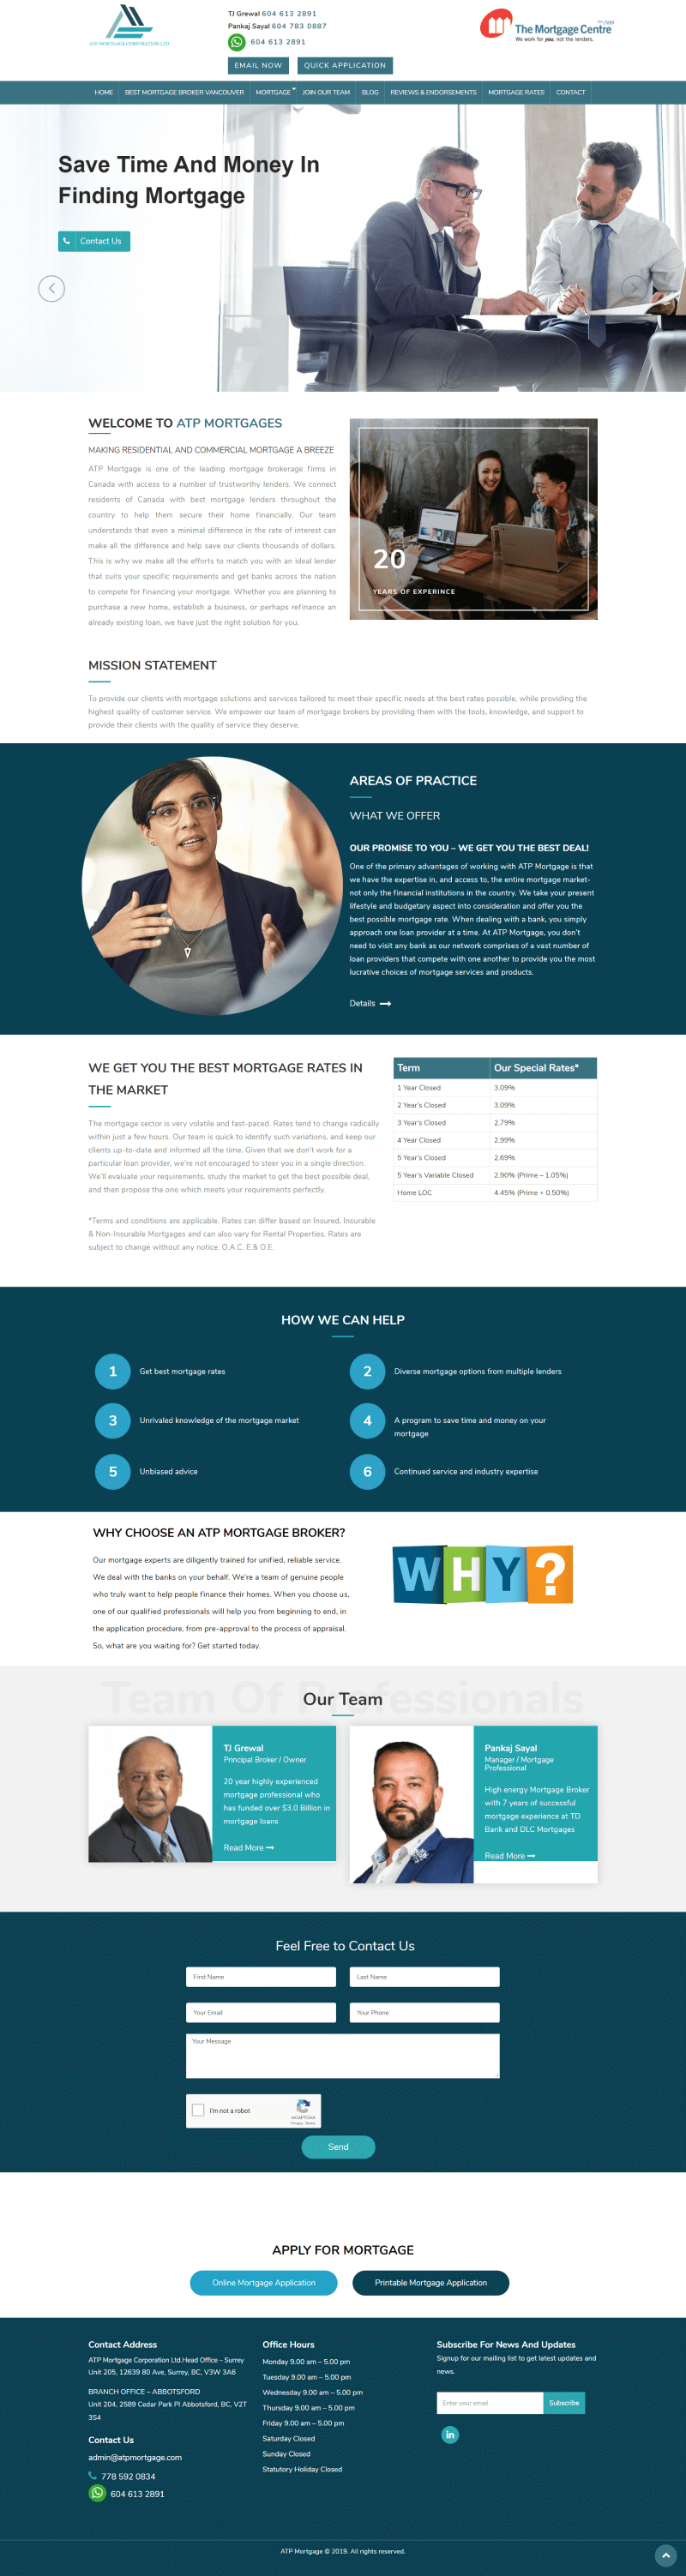 ATP MORTGAGE CORPORATION LTD
TJ Grewal 604 613 2891
Pankaj Sayal 604 783 0887
604 613 2891
EMAIL NOW
QUICK APPLICATION
The Mortgage Centre
We work for you, not the lenders.
HOME
BEST MORTGAGE BROKER VANCOUVER
MORTGAGE
JOIN OUR TEAM
BLOG
REVIEWS & ENDORSEMENTS
MORTGAGE RATES
CONTACT
Save Time And Money In
Finding Mortgage
Contact Us
WELCOME TO ATP MORTGAGES
MAKING RESIDENTIAL AND COMMERCIAL MORTGAGE A BREEZE
ATP Mortgage is one of the leading mortgage brokerage firms in
Canada with access to a number of trustworthy lenders. We connect
residents of Canada with best mortgage lenders throughout the
country to help them secure their home financially. Our team
understands that even a minimal difference in the rate of interest can
make all the difference and help save our clients thousands of dollars.
This is why we make all the efforts to match you with an ideal lender
that suits your specific requirements and get banks across the nation
to compete for financing your mortgage. Whether you are planning to
purchase a new home, establish a business, or perhaps refinance an
already existing loan, we have just the right solution for you.
20
YEARS OF EXPERINCE
MISSION STATEMENT
To provide our clients with mortgage solutions and services tailored to meet their specific needs at the best rates possible, while providing the
highest quality of customer service. We empower our team of mortgage brokers by providing them with the tools, knowledge, and support to
provide their clients with the quality of service they deserve.
AREAS OF PRACTICE
WHAT WE OFFER
OUR PROMISE TO YOU – WE GET YOU THE BEST DEAL!
One of the primary advantages of working with ATP Mortgage is that
we have the expertise in, and access to, the entire mortgage market-
not only the financial institutions in the country. We take your present
lifestyle and budgetary aspect into consideration and offer you the
best possible mortgage rate. When dealing with a bank, you simply
approach one loan provider at a time. At ATP Mortgage, you don't
need to visit any bank as our network comprises of a vast number of
loan providers that compete with one another to provide you the most
lucrative choices of mortgage services and products.
Details
WE GET YOU THE BEST MORTGAGE RATES IN
THE MARKET
The mortgage sector is very volatile and fast-paced. Rates tend to change radically
within just a few hours. Our team is quick to identify such variations, and keep our
clients up-to-date and informed all the time. Given that we don't work for a
particular loan provider, we're not encouraged to steer you in a single direction.
We'll evaluate your requirements, study the market to get the best possible deal,
and then propose the one which meets your requirements perfectly.
*Terms and conditions are applicable. Rates can differ based on Insured, Insurable
& Non-Insurable Mortgages and can also vary for Rental Properties. Rates are
subject to change without any notice. O.A.C. E.& O.E.
Term Our Special Rates*
1 Year Closed 3.09%
2 Year's Closed 3.09%
3 Year's Closed 2.79%
4 Year Closed 2.99%
5 Year's Closed 2.69%
5 Year's Variable Closed 2.90% (Prime – 1.05%)
Home LOC 4.45% (Prime + 0.50%)
HOW WE CAN HELP
1 Get best mortgage rates
2 Diverse mortgage options from multiple lenders
3 Unrivaled knowledge of the mortgage market
4 A program to save time and money on your
mortgage
5 Unbiased advice
6 Continued service and industry expertise
WHY CHOOSE AN ATP MORTGAGE BROKER?
Our mortgage experts are diligently trained for unified, reliable service.
We deal with the banks on your behalf. We're a team of genuine people
who truly want to help people finance their homes. When you choose us,
one of our qualified professionals will help you from beginning to end, in
the application procedure, from pre-approval to the process of appraisal.
So, what are you waiting for? Get started today.
WHY?
Team Of Professionals
Our Team
TJ Grewal
Principal Broker / Owner
20 year highly experienced
mortgage professional who
has funded over $3.0 Billion in
mortgage loans
Read More
Pankaj Sayal
Manager / Mortgage
Professional
High energy Mortgage Broker
with 7 years of successful
mortgage experience at TD
Bank and DLC Mortgages
Read More
Feel Free to Contact Us
First Name
Last Name
Your Email
Your Phone
Your Message
I'm not a robot
reCAPTCHA
Privacy - Terms
Send
APPLY FOR MORTGAGE
Online Mortgage Application
Printable Mortgage Application
Contact Address
ATP Mortgage Corporation Ltd.Head Office – Surrey
Unit 205, 12639 80 Ave, Surrey, BC, V3W 3A6
BRANCH OFFICE – ABBOTSFORD
Unit 204, 2589 Cedar Park Pl Abbotsford, BC, V2T
3S4
Contact Us
admin@atpmortgage.com
778 592 0834
604 613 2891
Office Hours
Monday 9.00 am – 5.00 pm
Tuesday 9.00 am – 5.00 pm
Wednesday 9.00 am – 5.00 pm
Thursday 9.00 am – 5.00 pm
Friday 9.00 am – 5.00 pm
Saturday Closed
Sunday Closed
Statutory Holiday Closed
Subscribe For News And Updates
Signup for our mailing list to get latest updates and
news.
Enter your email
Subscribe
in
ATP Mortgage © 2019. All rights reserved.